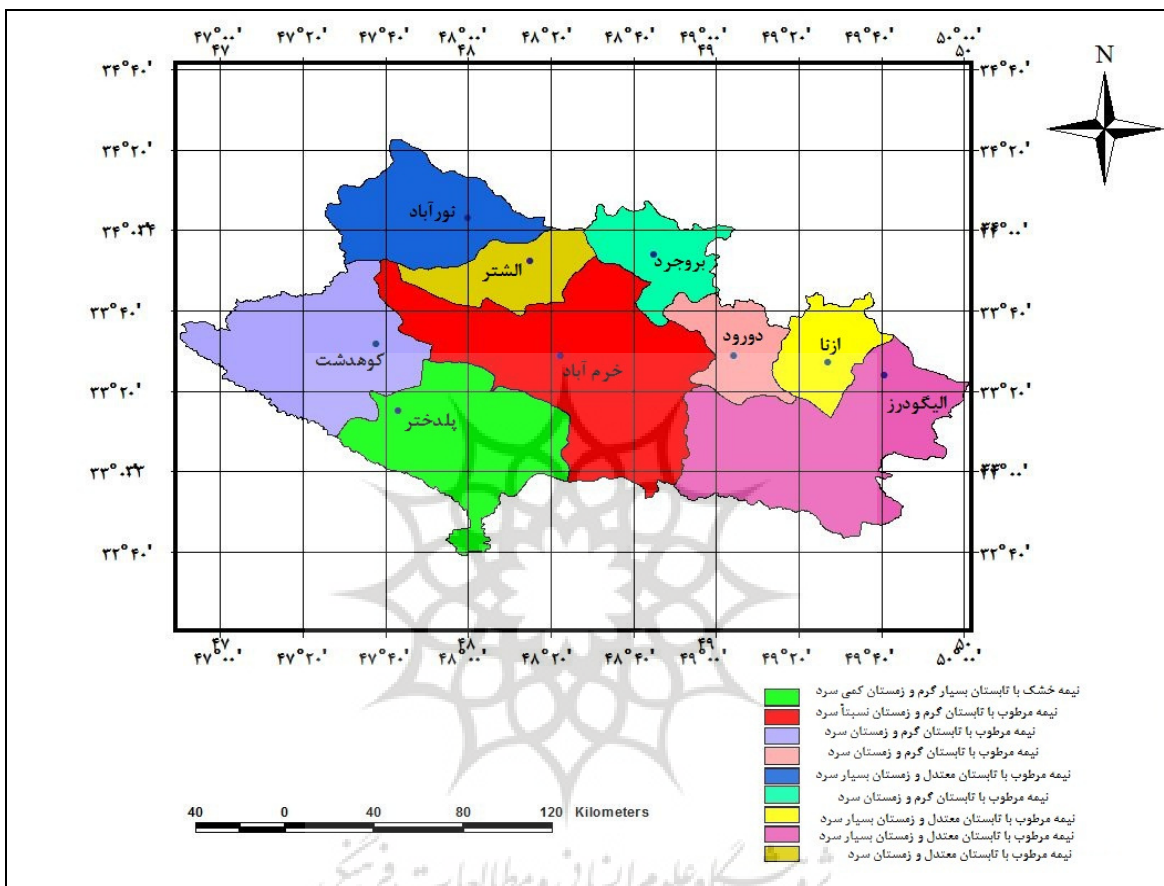 ۴۷°۰۰' ۴۷°۲۰' ۴۷°۴۰' ۴۸°۰۰' ۴۸°۲۰' ۴۸°۴۰' ۴۹°۰۰' ۴۹°۲۰' ۴۹°۴۰' ۵۰°۰۰'
۴۷ ۴۸ ۴۹ ۵۰
N
۳۴°۴۰' ۳۴°۴۰'
۳۴°۲۰' ۳۴°۲۰'
نورآباد
۳۴°۰۰'
بروجرد
الشتر
۳۳°۴۰' ۳۳°۴۰'
دورود
ازنا
کوهدشت
خرم آباد
۳۳°۲۰' ۳۳°۲۰'
الیگودرز
پلدختر
۳۳°۰۰'
۳۲°۴۰' ۳۲°۴۰'
۴۷ ۴۸ ۴۹ ۵۰
۴۷°۰۰' ۴۷°۲۰' ۴۷°۴۰' ۴۸°۰۰' ۴۸°۲۰' ۴۸°۴۰' ۴۹°۰۰' ۴۹°۲۰' ۴۹°۴۰' ۵۰°۰۰'
نیمه خشک با تابستان بسیار گرم و زمستان کمی سرد
نیمه مرطوب با تابستان گرم و زمستان نسبتاً سرد
نیمه مرطوب با تابستان گرم و زمستان سرد
نیمه مرطوب با تابستان گرم و زمستان سرد
نیمه مرطوب با تابستان معتدل و زمستان بسیار سرد
نیمه مرطوب با تابستان گرم و زمستان سرد
نیمه مرطوب با تابستان معتدل و زمستان بسیار سرد
نیمه مرطوب با تابستان معتدل و زمستان بسیار سرد
نیمه مرطوب با تابستان معتدل و زمستان سرد
40 0 40 80 120 Kilometers
پژوهشگاه علوم انسانی و مطالعات فرهنگی